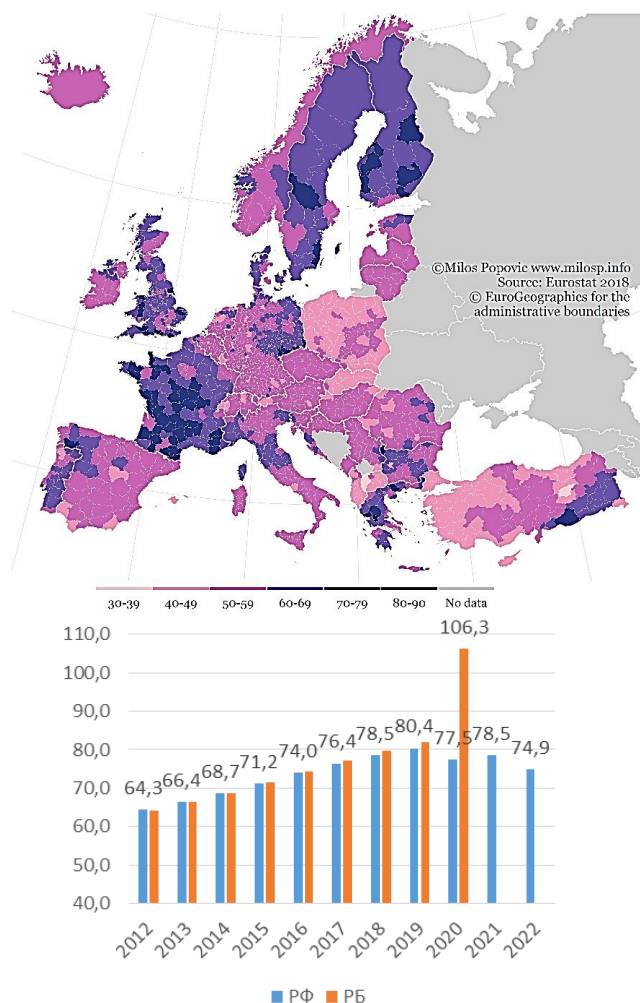 ©Milos Popovic www.milosp.info
Source: Eurostat 2018
© EuroGeographics for the
administrative boundaries
30-39 40-49 50-59 60-69 70-79 80-90 No data
110,0
100,0
90,0
80,0
70,0
60,0
50,0
40,0
64,3 66,4 68,7 71,2 74,0 76,4 78,5 80,4 77,5 106,3 78,5 74,9
2012 2013 2014 2015 2016 2017 2018 2019 2020 2021 2022
РФ РБ